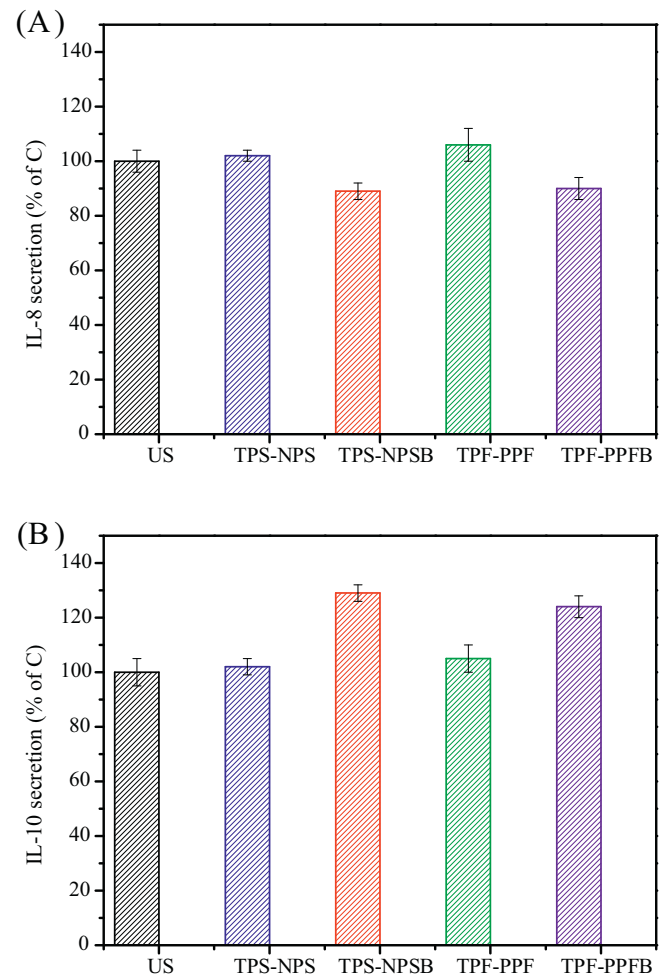 (A)
140
120
100
80
60
40
20
0
IL-8 secretion (% of C)
US TPS-NPS TPS-NPSB TPF-PPF TPF-PPFB
(B)
140
120
100
80
60
40
20
0
IL-10 secretion (% of C)
US TPS-NPS TPS-NPSB TPF-PPF TPF-PPFB